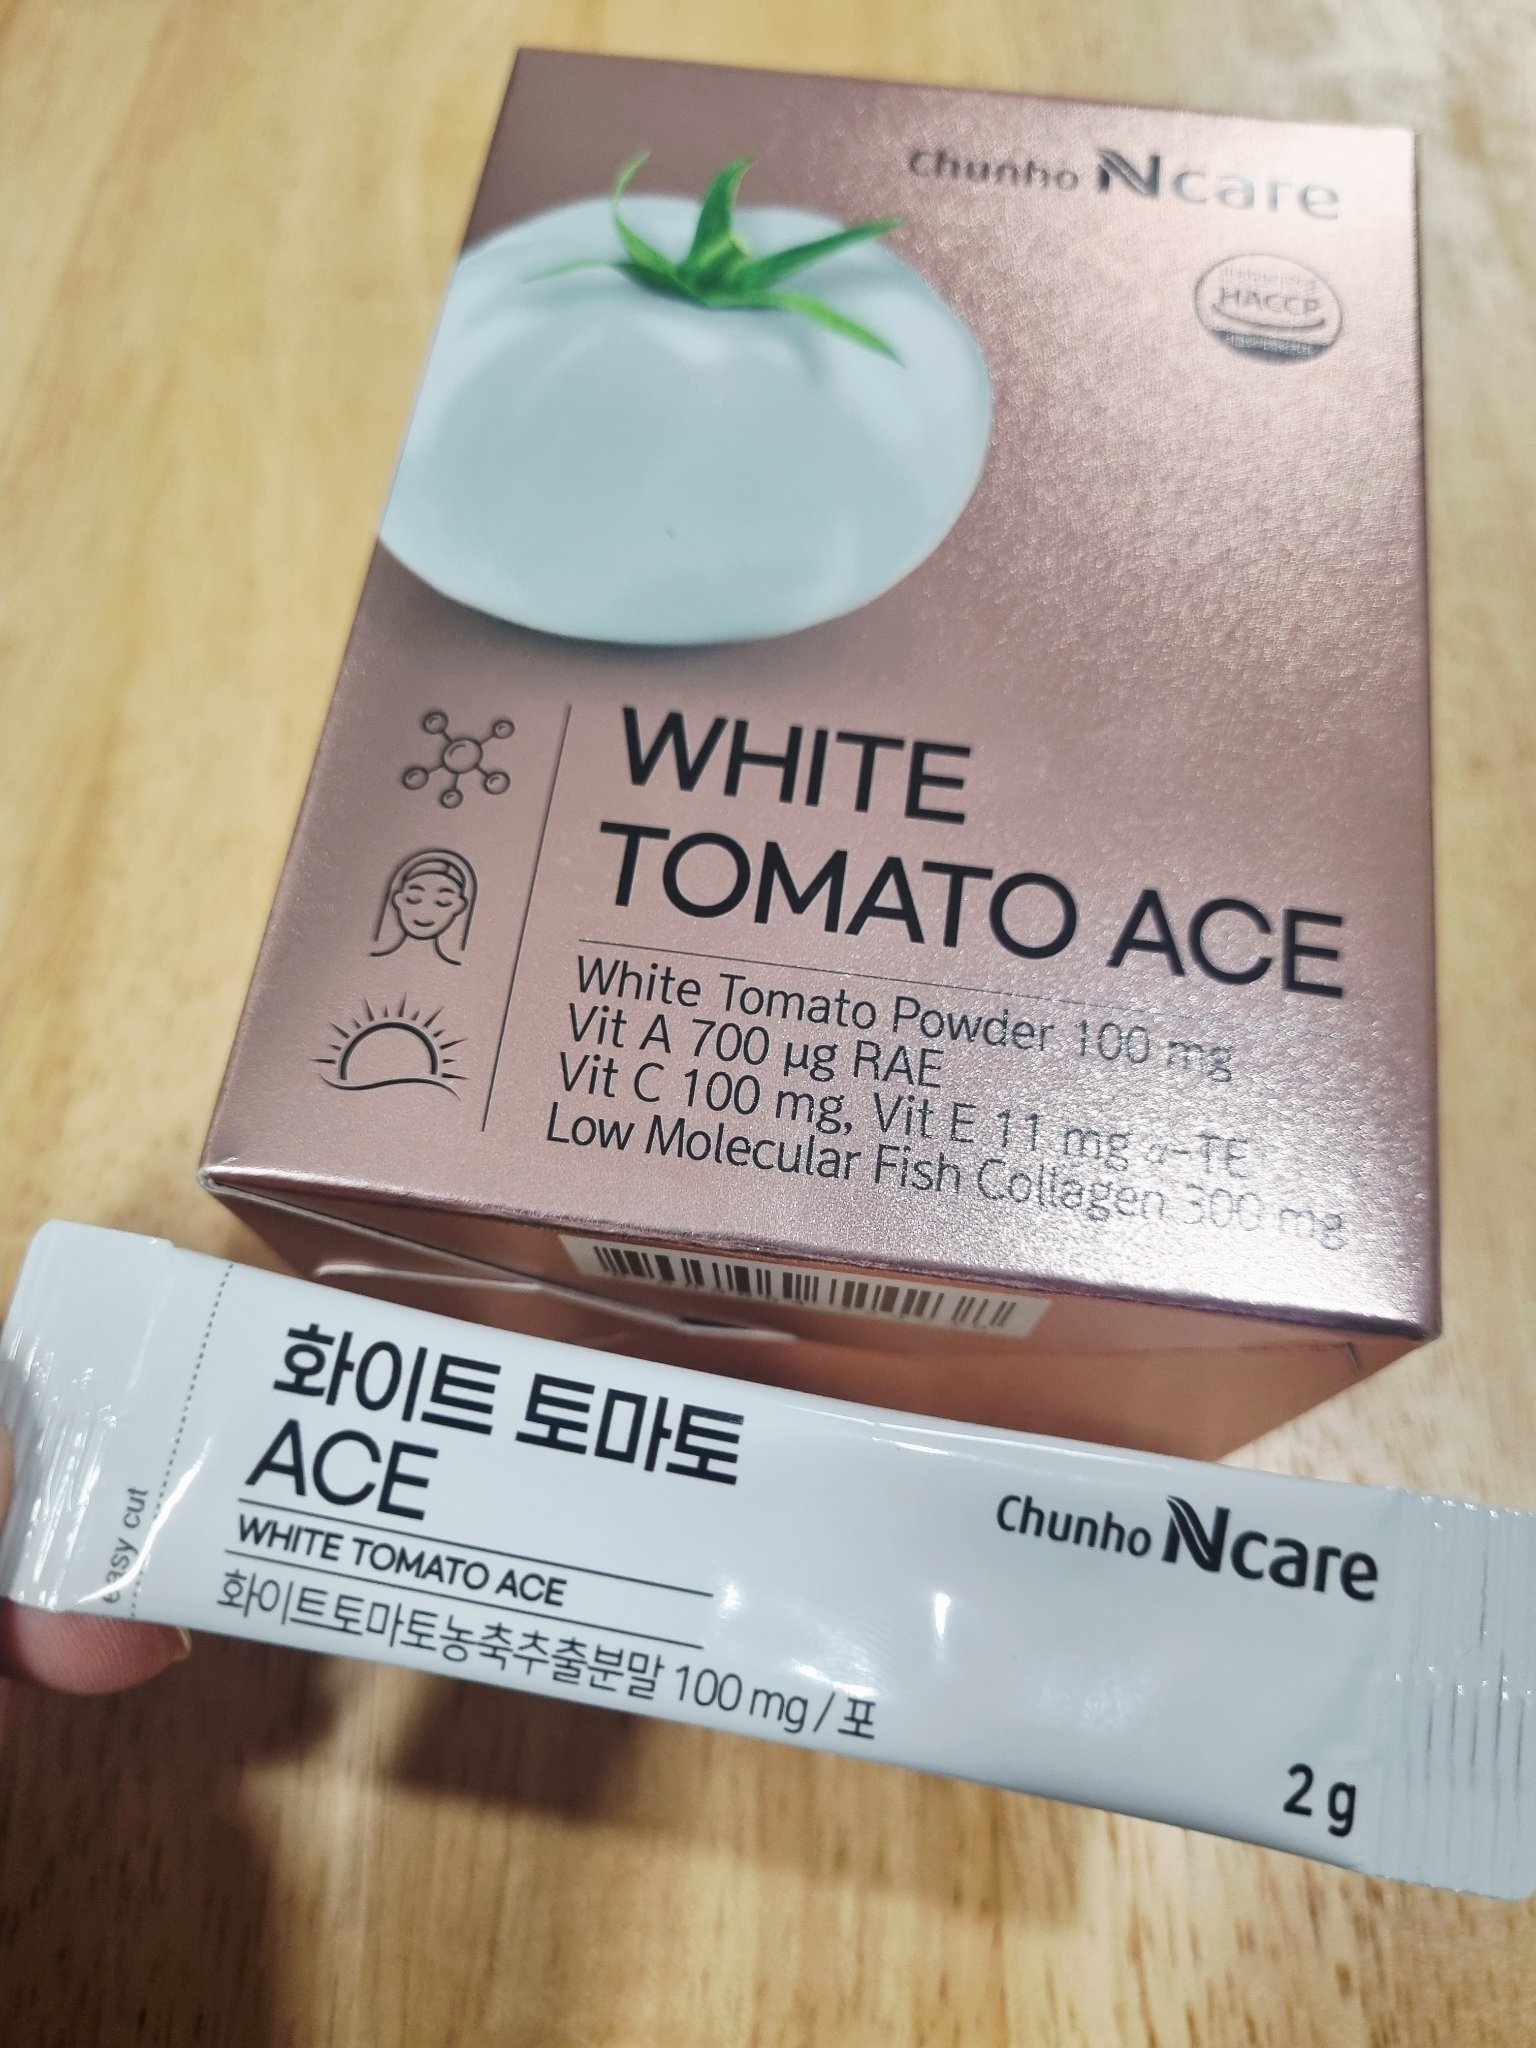 Chunho Ncare
HACCP
WHITE
TOMATO ACE
White Tomato Powder 100 mg
Vit A 700 μg RAE
Vit C 100 mg, Vit E 11 mg α-TE
Low Molecular Fish Collagen 300 mg
easy cut
화이트 토마토
ACE
WHITE TOMATO ACE
화이트토마토농축추출분말 100 mg / 포
Chunho Ncare
2 g